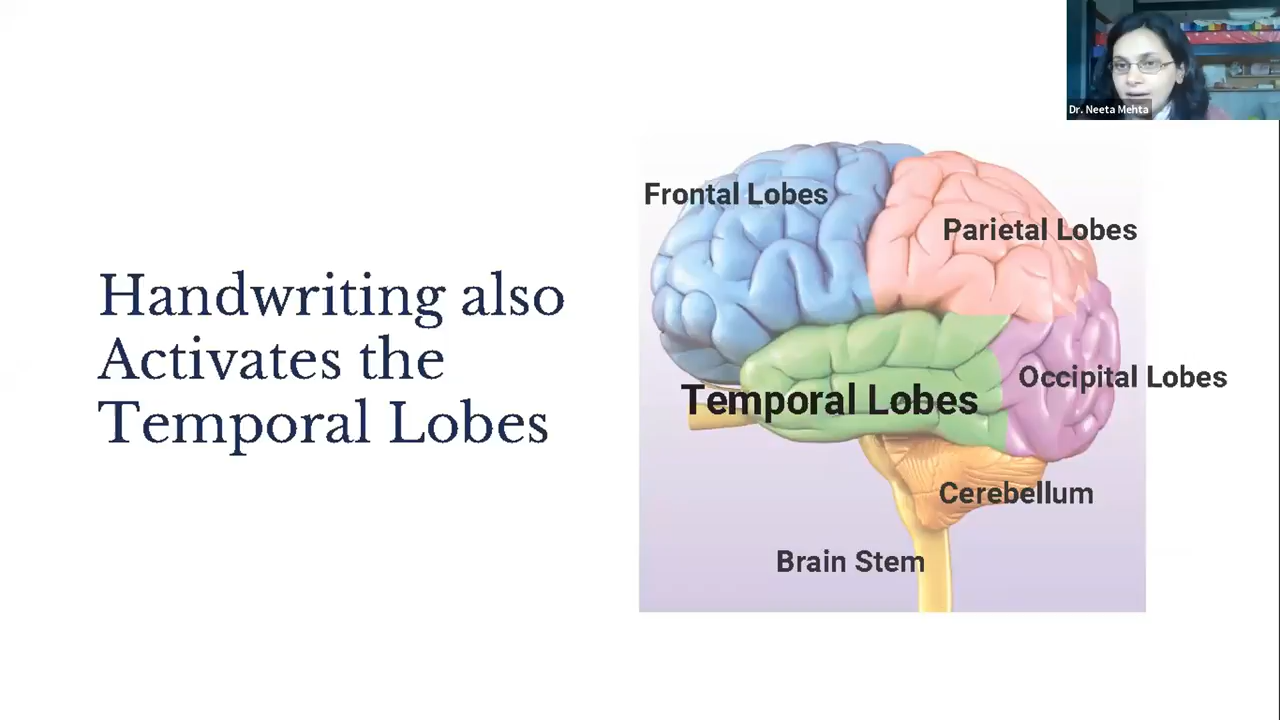 Dr. Neeta Mehta
Frontal Lobes
Parietal Lobes
Handwriting also
Activates the
Temporal Lobes
Occipital Lobes
Temporal Lobes
Cerebellum
Brain Stem